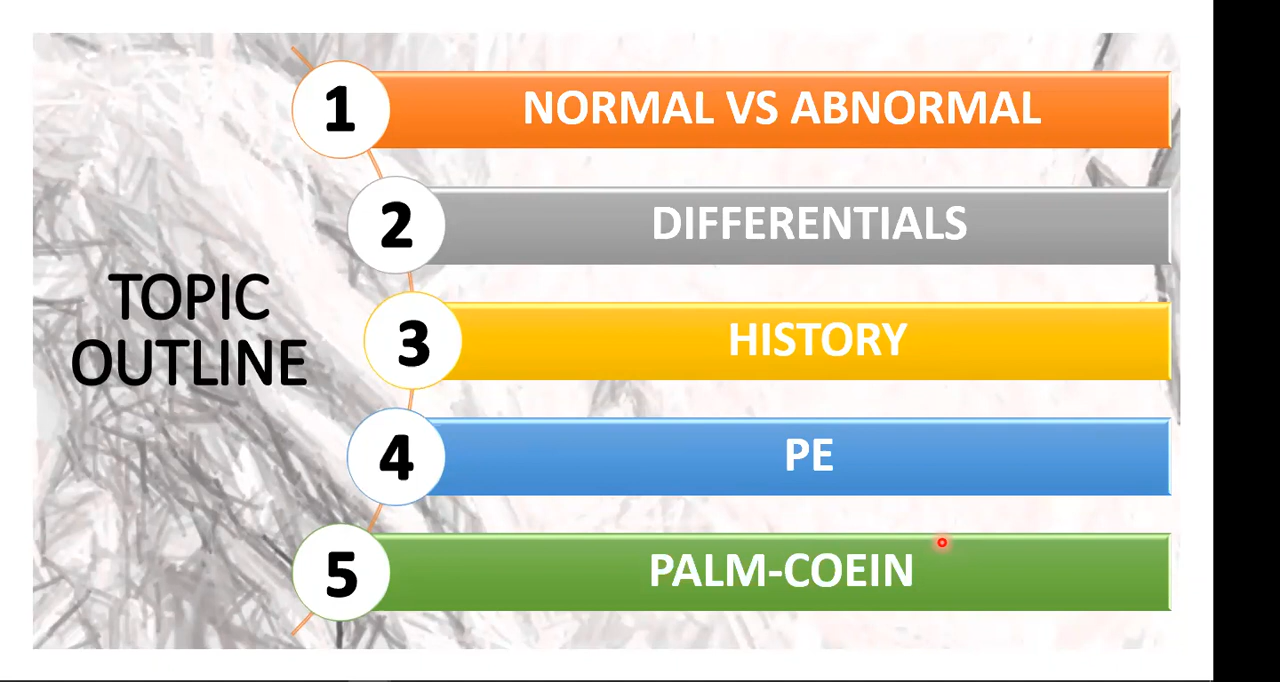 TOPIC
OUTLINE
1
NORMAL VS ABNORMAL
2
DIFFERENTIALS
3
HISTORY
4
PE
5
PALM-COEIN